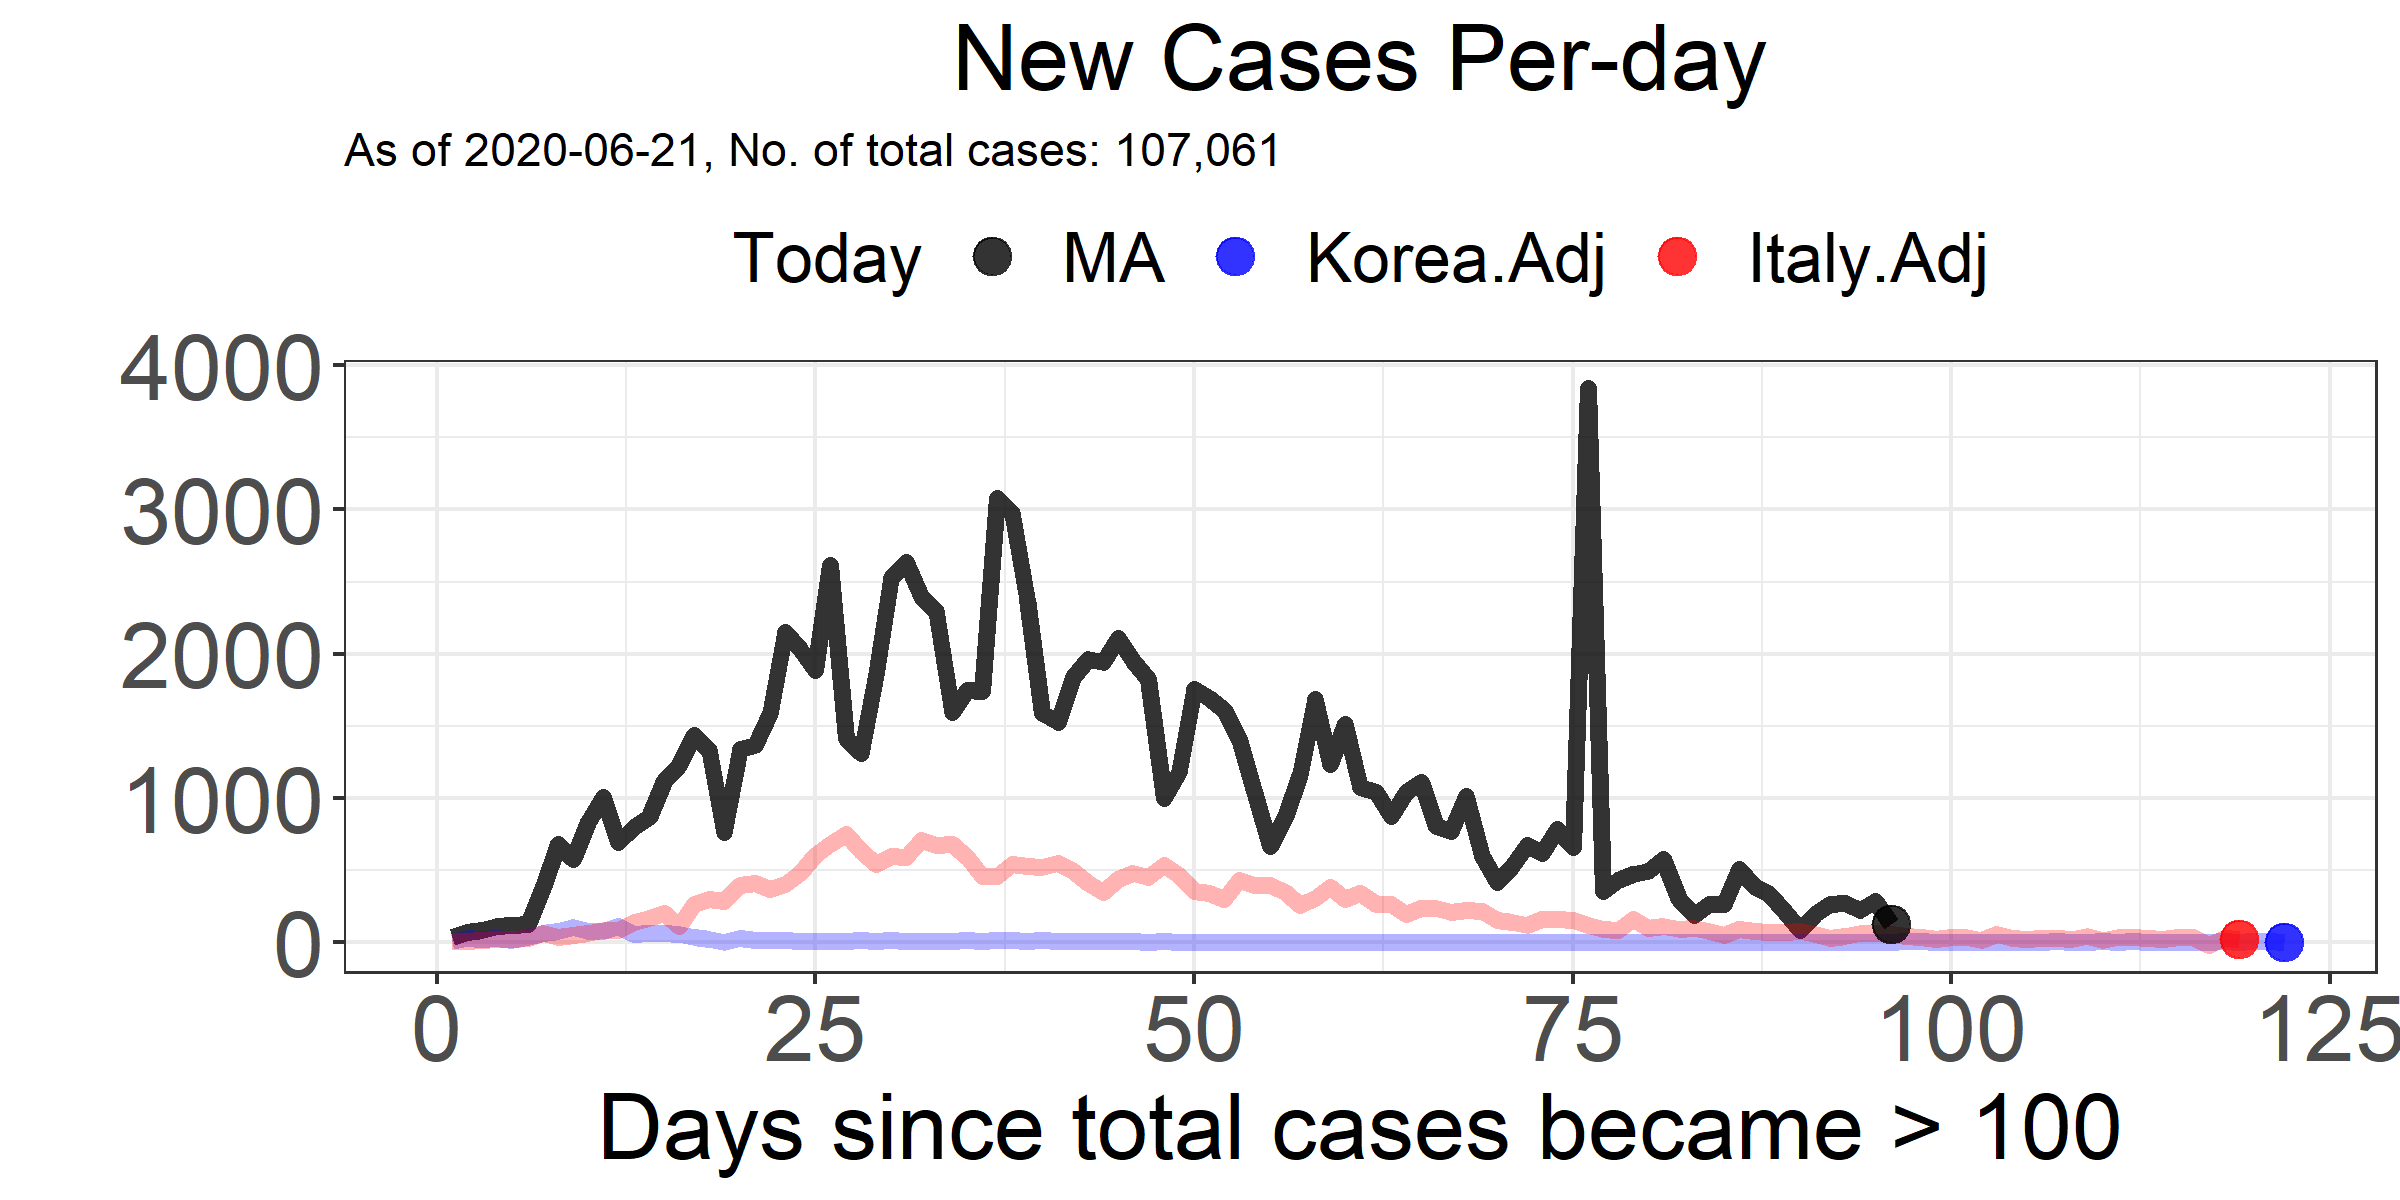 New Cases Per-day
As of 2020-06-21, No. of total cases: 107,061
Today MA Korea.Adj Italy.Adj
4000
3000
2000
1000
0
0 25 50 75 100 125
Days since total cases became > 100